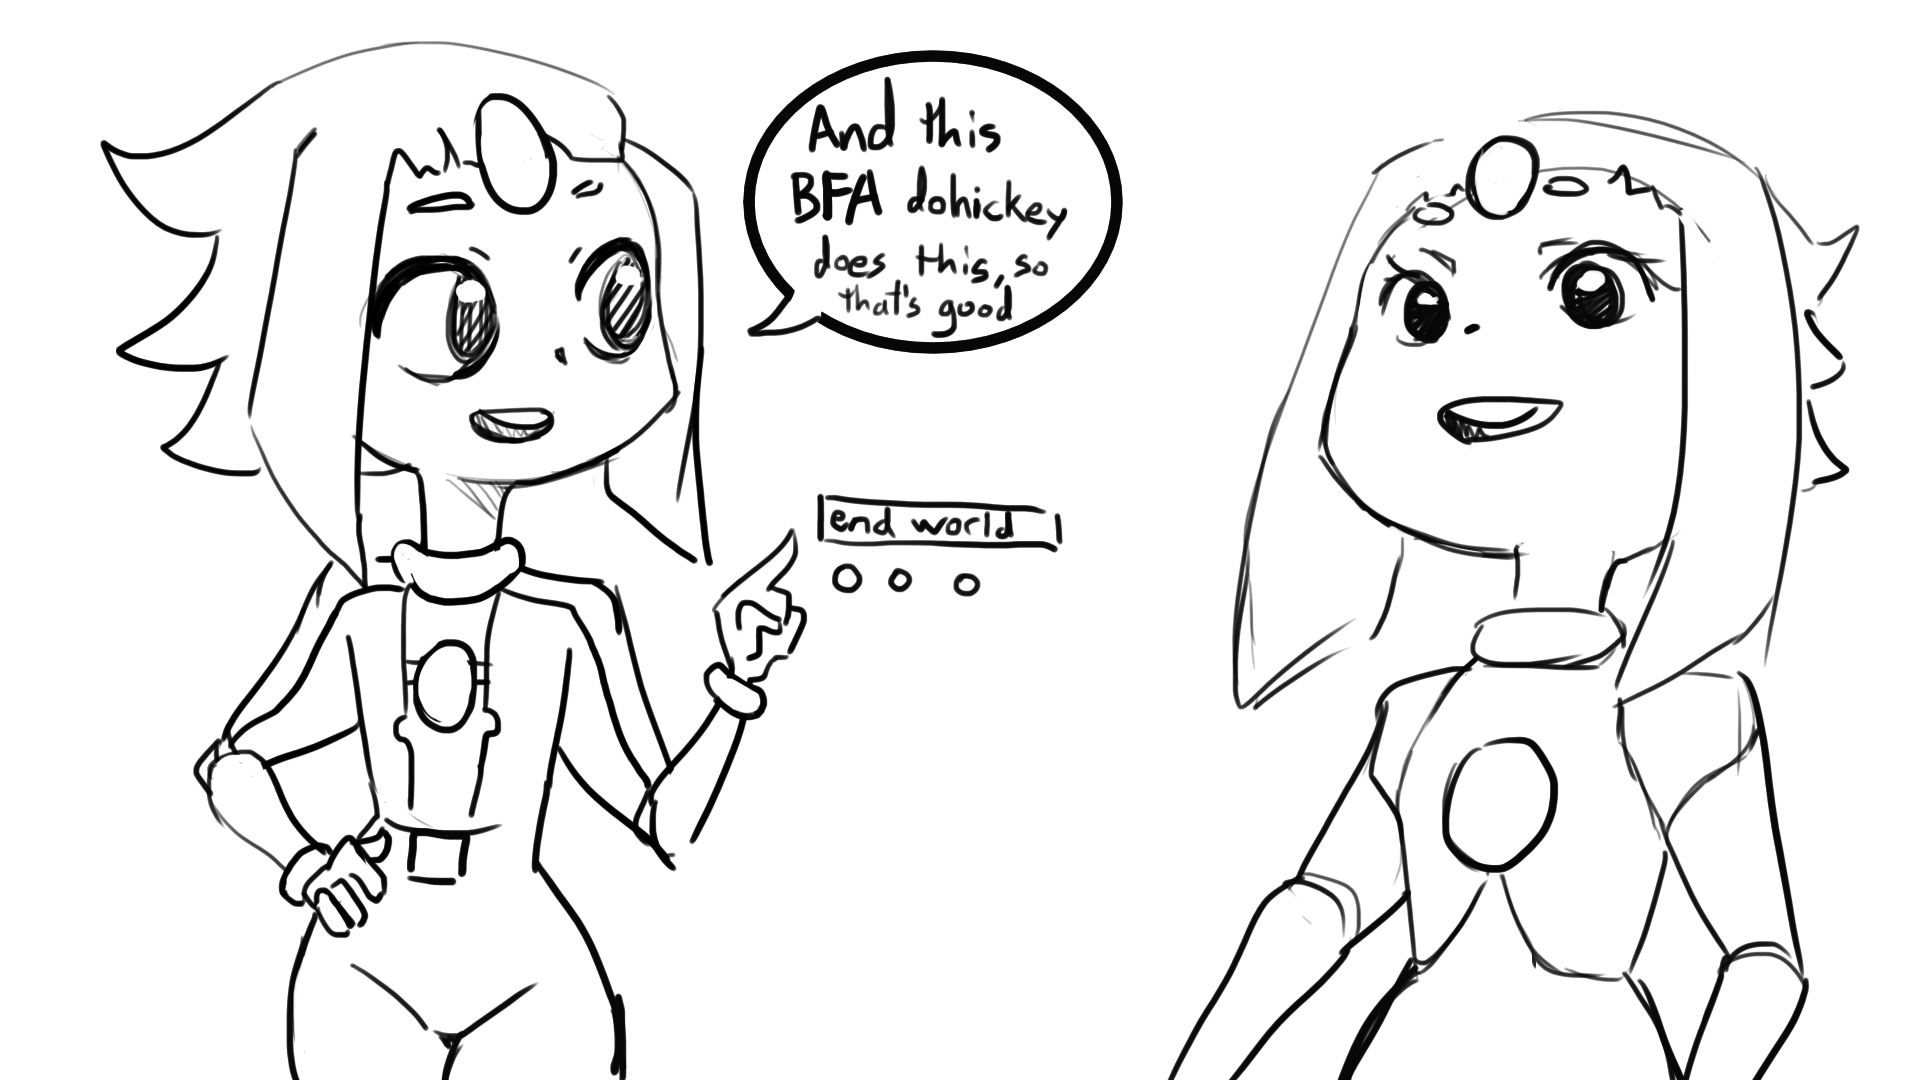 And this
BFA dohickey
does this, so
that's good
end world